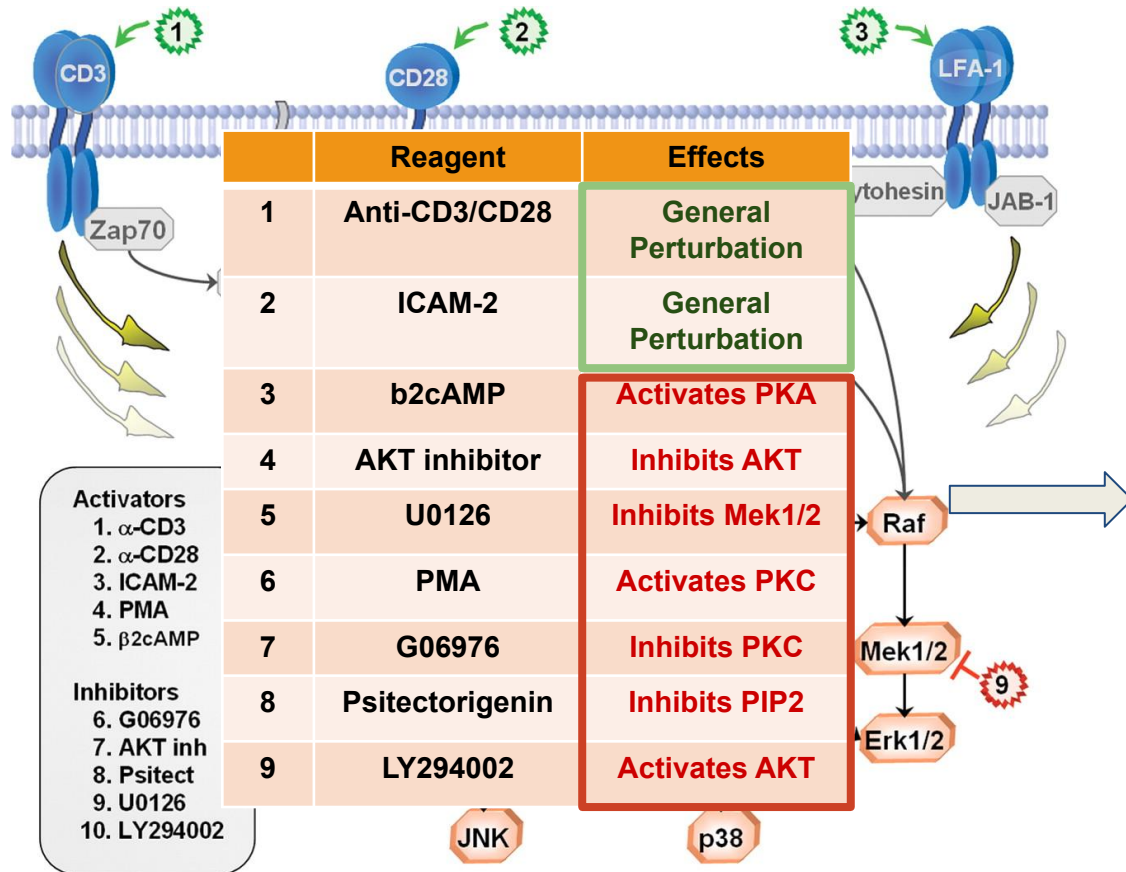 1
2
3
CD3
CD28
LFA-1
Zap70
ytohesin
JAB-1
Reagent Effects
1 Anti-CD3/CD28 General
Perturbation
2 ICAM-2 General
Perturbation
3 b2cAMP Activates PKA
4 AKT inhibitor Inhibits AKT
5 U0126 Inhibits Mek1/2
6 PMA Activates PKC
7 G06976 Inhibits PKC
8 Psitectorigenin Inhibits PIP2
9 LY294002 Activates AKT
Raf
Mek1/2
9
Erk1/2
JNK
p38
Activators
1. α-CD3
2. α-CD28
3. ICAM-2
4. PMA
5. β2cAMP
Inhibitors
6. G06976
7. AKT inh
8. Psitect
9. U0126
10. LY294002